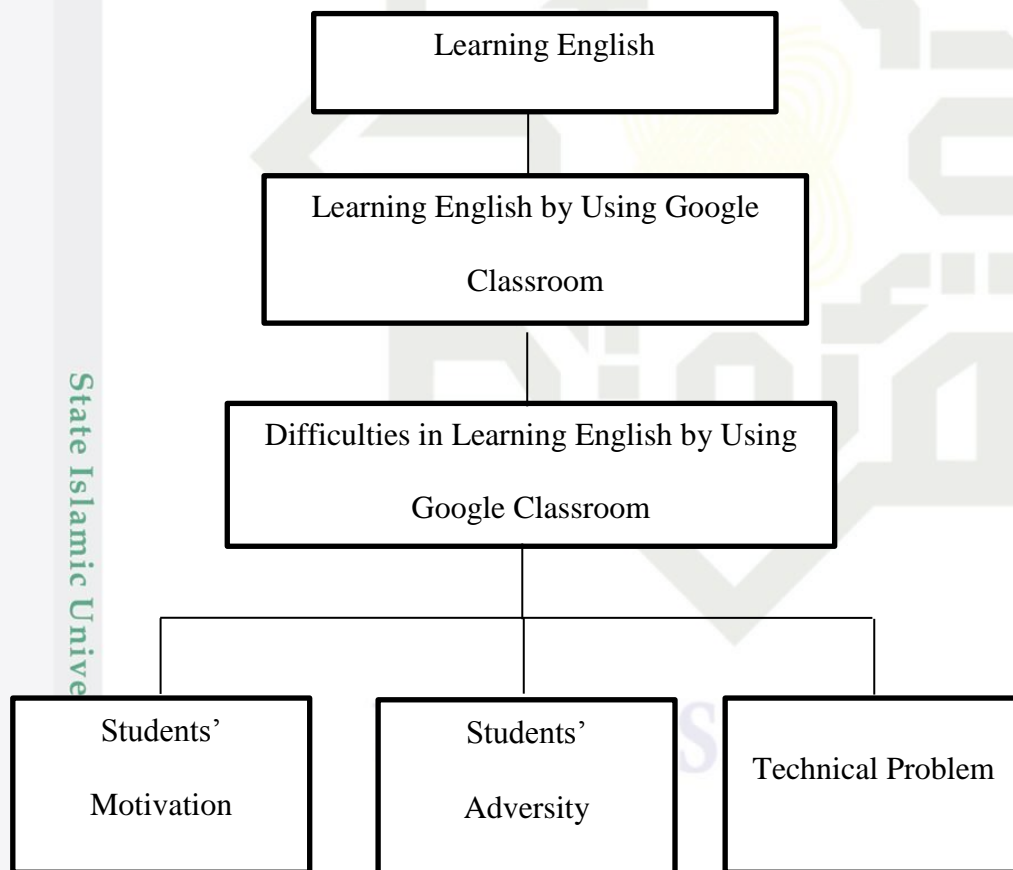 Learning English
Learning English by Using Google
Classroom
Difficulties in Learning English by Using
Google Classroom
Students’
Motivation
Students’
Adversity
Technical Problem
State Islamic Unive
S